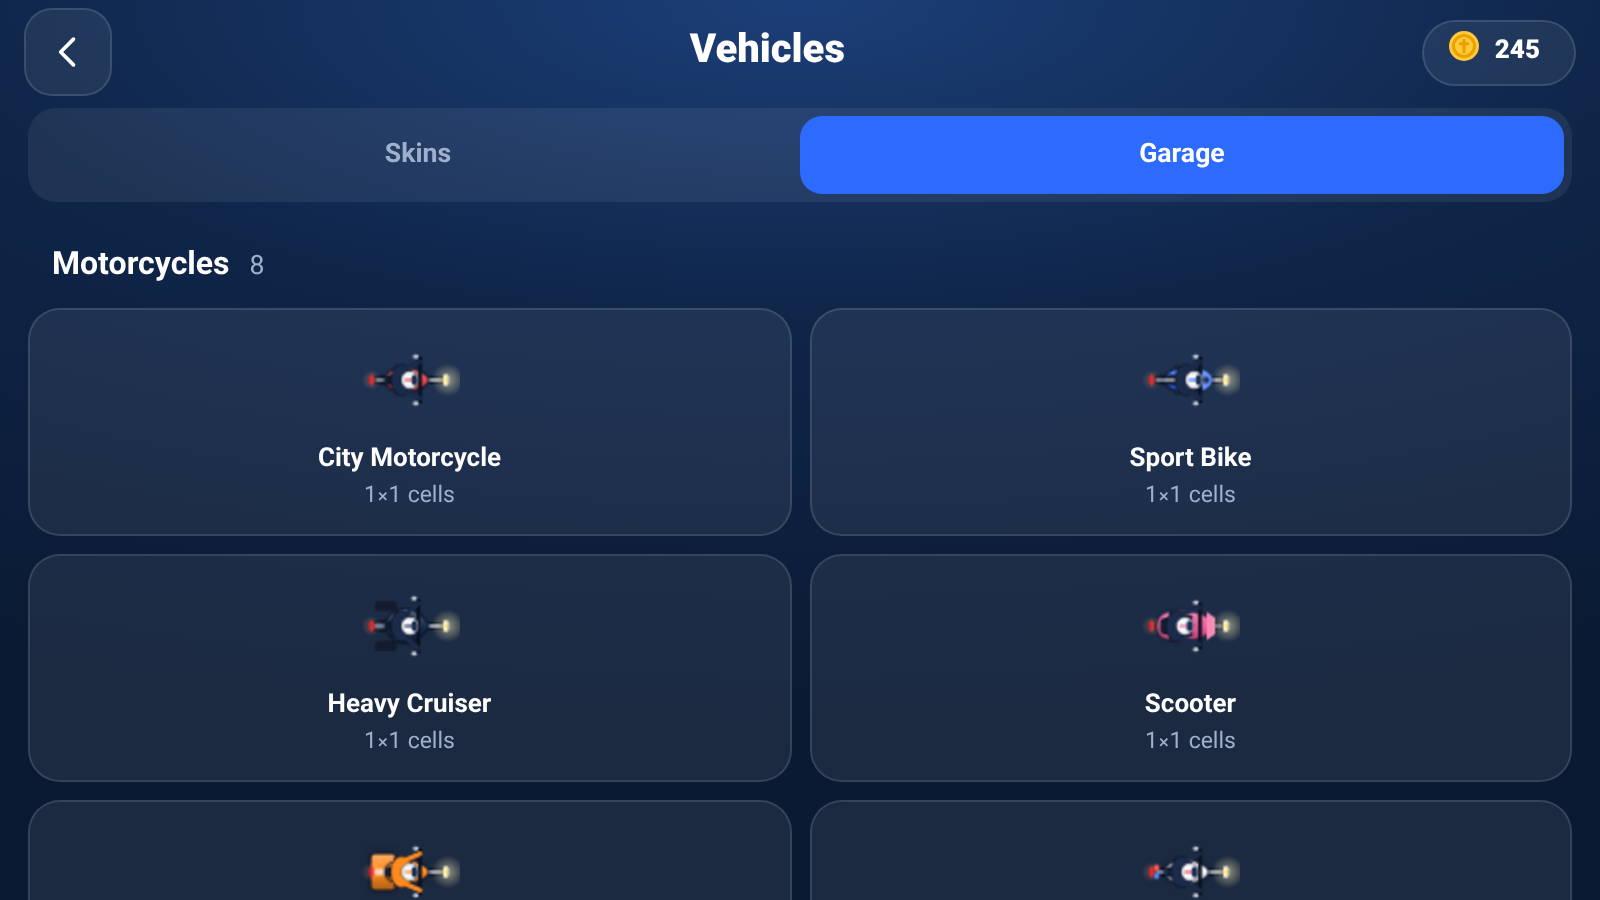 Vehicles
245
Skins
Garage
Motorcycles 8
City Motorcycle
1×1 cells
Sport Bike
1×1 cells
Heavy Cruiser
1×1 cells
Scooter
1×1 cells